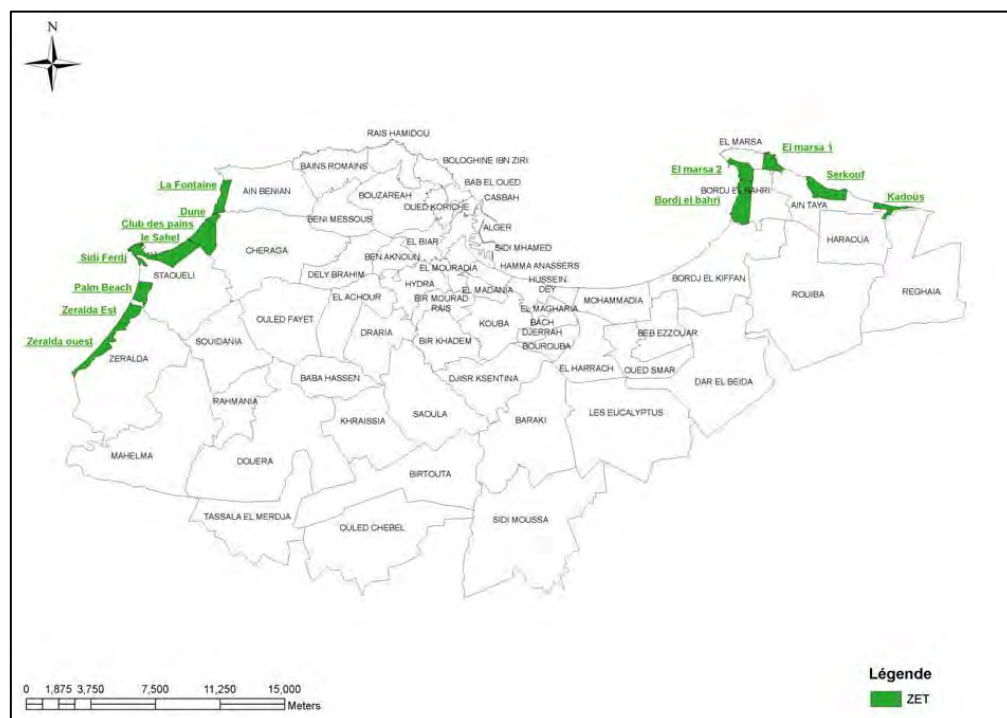 N
RAIS HAMIDOU
EL MARSA
El marsa 1
BAINS ROMAINS
BOLOGHINE IBN ZIRI
El marsa 2
Serkouf
La Fontaine
AIN BENIAN
BOUZAREAH
BAB EL OUED
BORDJ EL BAHRI
Kadoùs
CASBAH
OUED KORICHE
Bordj el bahri
AIN TAYA
Dune
BENI MESSOUS
ALGER
Club des pains
le Sahel
CHERAGA
EL BIAR
SIDI MHAMED
HARAOUA
Sidi Ferdj
BEN AKNOUN
HAMMA ANASSERS
STAOUELI
DELY BRAHIM
EL MOURADIA
BORDJ EL KIFFAN
HYDRA
HUSSEIN
DEY
Palm Beach
EL MADANIA
ROUIBA
REGHAIA
EL ACHOUR
BIR MOURAD
RAIS
MOHAMMADIA
Zeralda Est
OULED FAYET
EL MAGHARIA
KOUBA
BACH
DJERRAH
DRARIA
BEB EZZOUAR
SOUIDANIA
BIR KHADEM
BOUROUBA
Zeralda ouest
ZERALDA
EL HARRACH
OUED SMAR
BABA HASSEN
DJISR KSENTINA
DAR EL BEIDA
RAHMANIA
SAOULA
LES EUCALYPTUS
KHRAISSIA
BARAKI
MAHELMA
DOUERA
BIRTOUTA
TASSALA EL MERDJA
OULED CHEBEL
SIDI MOUSSA
Légende
ZET
0 1,875 3,750 7,500 11,250 15,000
Meters